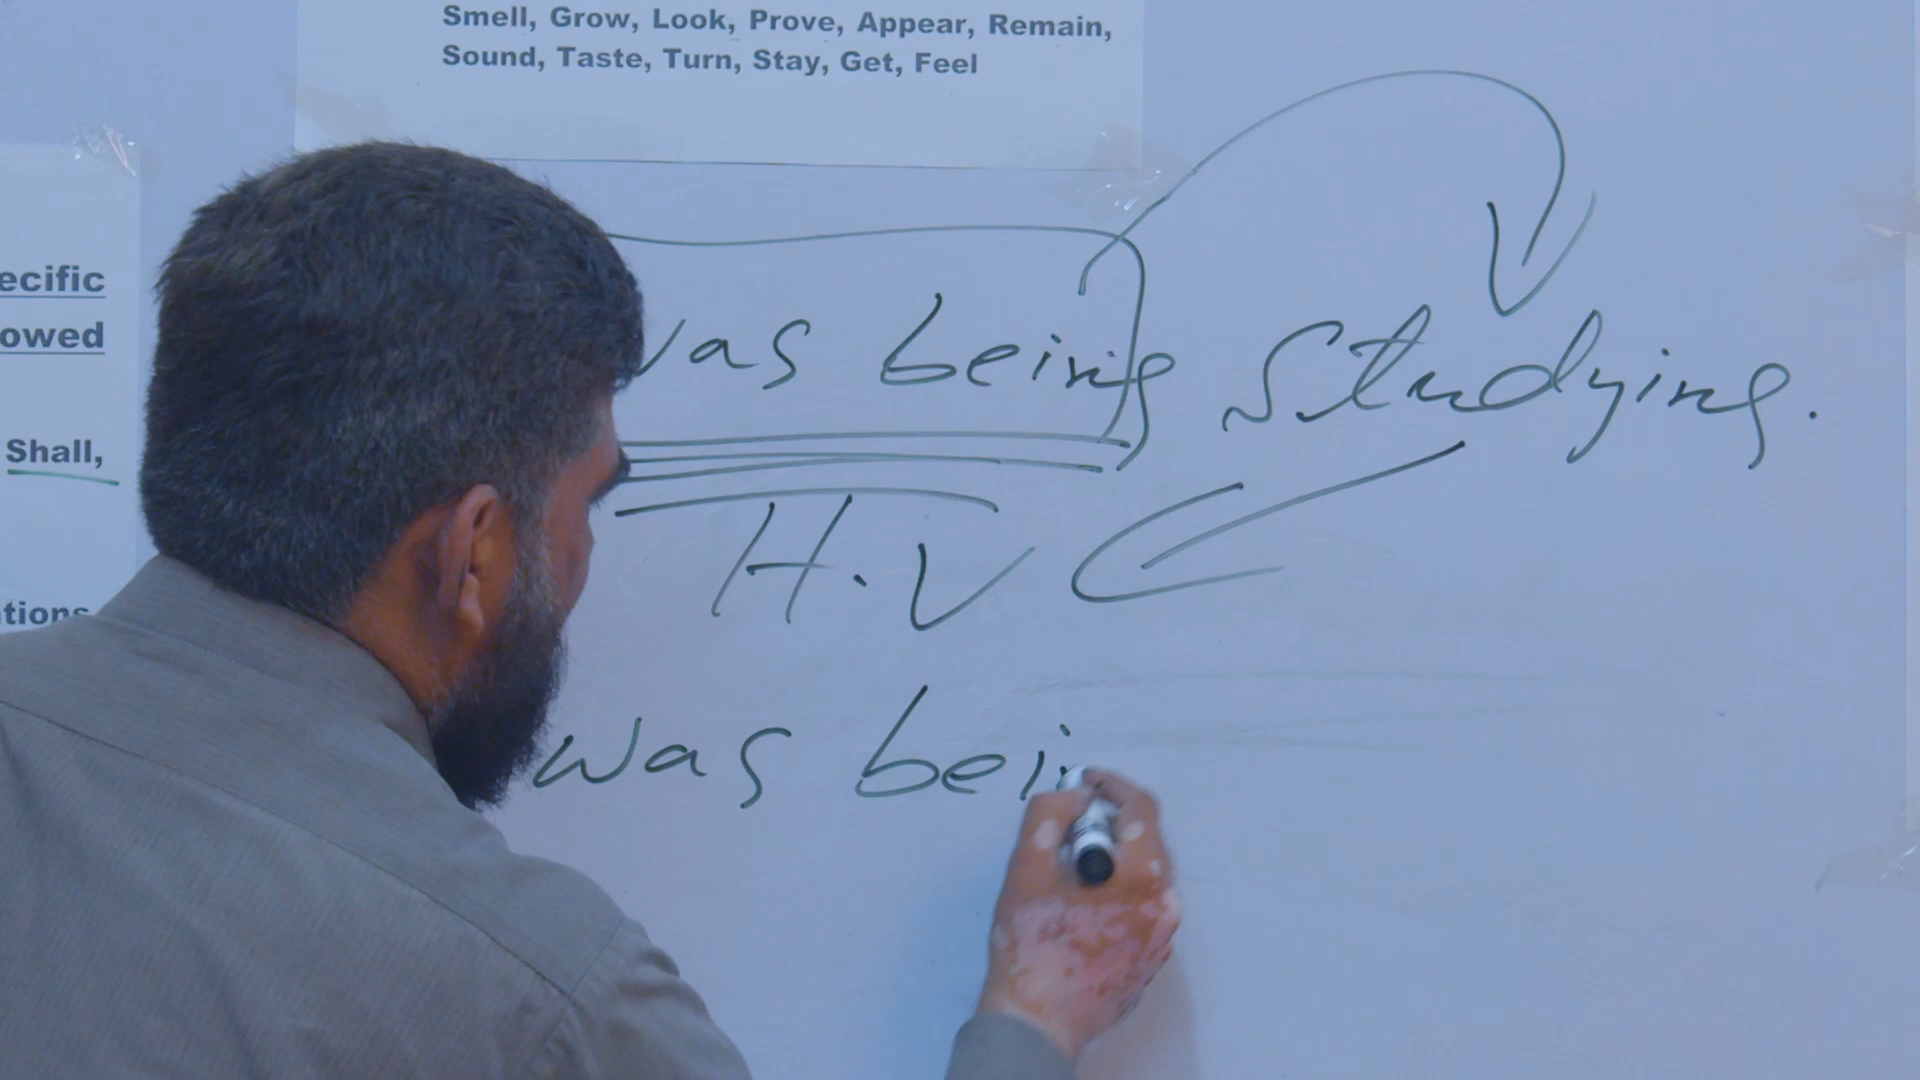 Smell, Grow, Look, Prove, Appear, Remain,
Sound, Taste, Turn, Stay, Get, Feel
ecific
owed
Shall,
tions
V
was being studying.
H.V
was bei